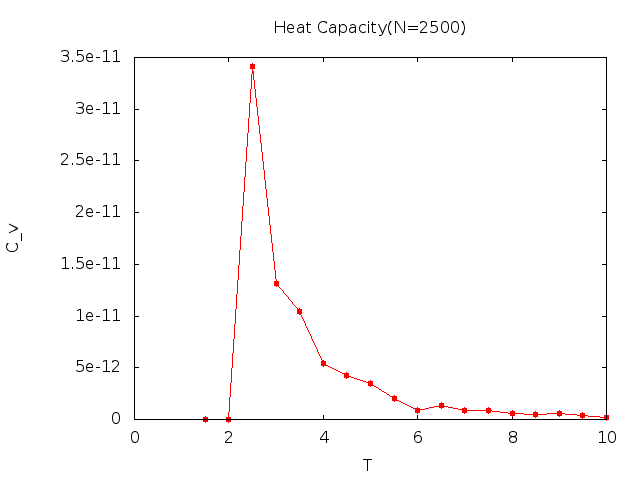 Heat Capacity(N=2500)
3.5e-11
3e-11
2.5e-11
2e-11
1.5e-11
1e-11
5e-12
0
C_v
0 2 4 6 8 10
T